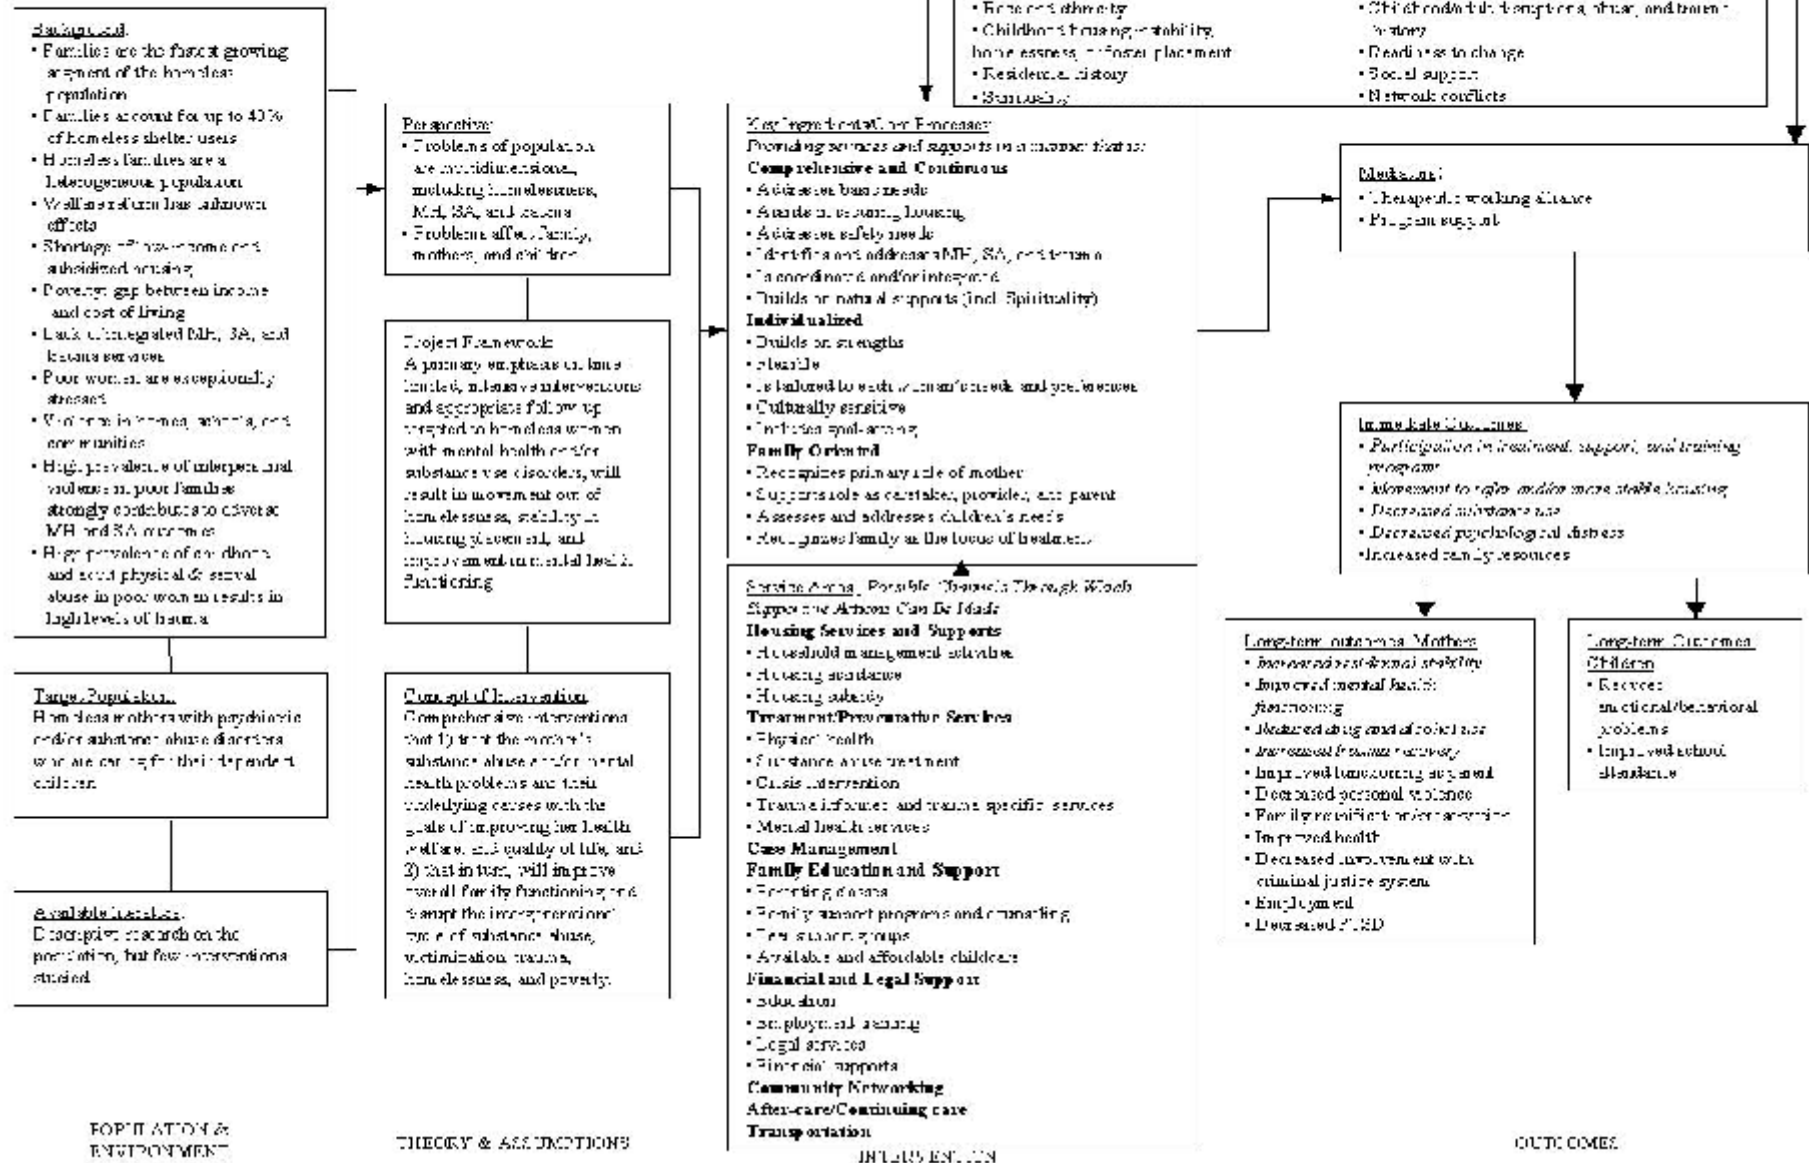 Background:
• Families are the fastest growing
segment of the homeless
population
• Families account for up to 40%
of homeless shelter users
• Homeless families are a
heterogeneous population
• Welfare reform has unknown
effects
• Shortage of low-income and
subsidized housing
• Poverty: gap between income
and cost of living
• Lack of integrated MH, SA, and
trauma services
• Poor women are exceptionally
stressed
• Violence in homes, schools, and
communities
• High prevalence of interpersonal
violence in poor families
strongly contributes to adverse
MH and SA outcomes
• High prevalence of childhood
and adult physical & sexual
abuse in poor women results in
high levels of trauma
Target Population:
Homeless mothers with psychiatric
and/or substance abuse disorders
who are caring for their dependent
children
Available literature:
Descriptive research on the
population, but few interventions
studied
POPULATION &
ENVIRONMENT
Perspective:
• Problems of population
are multidimensional,
including homelessness,
MH, SA, and trauma
• Problems affect family,
mothers, and children
Project Framework:
A primary emphasis on time
limited, intensive interventions
and appropriate follow up
targeted to homeless women
with mental health and/or
substance use disorders, will
result in movement out of
homelessness, stability in
housing placement, and
improvement in mental health
functioning
Concept of Intervention:
Comprehensive interventions
that 1) treat the mother's
substance abuse and/or mental
health problems and their
underlying causes with the
goals of improving her health
welfare, and quality of life, and
2) that in turn, will improve
overall family functioning and
disrupt the intergenerational
cycle of substance abuse,
victimization, trauma,
homelessness, and poverty.
THEORY & ASSUMPTIONS
• Race and ethnicity
• Childhood housing stability,
homelessness, or foster placement
• Residential history
• Spirituality
• Childhood/adult disruptions, abuse, and trauma
history
• Readiness to change
• Social support
• Network conflicts
Key Ingredients/Core Processes:
Providing services and supports in a manner that is:
Comprehensive and Continuous
• Addresses basic needs
• Assists in securing housing
• Addresses safety needs
• Identifies and addresses MH, SA, and trauma
• Is coordinated and/or integrated
• Builds on natural supports (incl. Spirituality)
Individualized
• Builds on strengths
• Flexible
• Is tailored to each woman's needs and preferences
• Culturally sensitive
• Includes goal-setting
Family Oriented
• Recognizes primary role of mother
• Supports role as caretaker, provider, and parent
• Assesses and addresses children's needs
• Recognizes family as the focus of treatment
Service Areas: Possible Channels Through Which
Supportive Actions Can Be Made
Housing Services and Supports
• Household management activities
• Housing assistance
• Housing subsidy
Treatment/Preventative Services
• Physical health
• Substance abuse treatment
• Crisis intervention
• Trauma informed and trauma specific services
• Mental health services
Case Management
Family Education and Support
• Parenting classes
• Family support programs and counseling
• Peer support groups
• Available and affordable childcare
Financial and Legal Support
• Education
• Employment training
• Legal services
• Financial supports
Community Networking
After-care/Continuing care
Transportation
INTERVENTION
Mediators:
• Therapeutic working alliance
• Program support
Immediate Outcomes:
• Participation in treatment, support, and training
programs
• Movement to safer and/or more stable housing
• Decreased substance use
• Decreased psychological distress
•Increased family resources
Long-term outcomes: Mothers
• Increased residential stability
• Improved mental health
functioning
• Reduced drug and alcohol use
• Increased trauma recovery
• Improved functioning as parent
• Decreased personal violence
• Family reunification/preservation
• Improved health
• Decreased involvement with
criminal justice system
• Employment
• Decreased PTSD
Long-term Outcomes:
Children
• Reduced
emotional/behavioral
problems
• Improved school
attendance
OUTCOMES